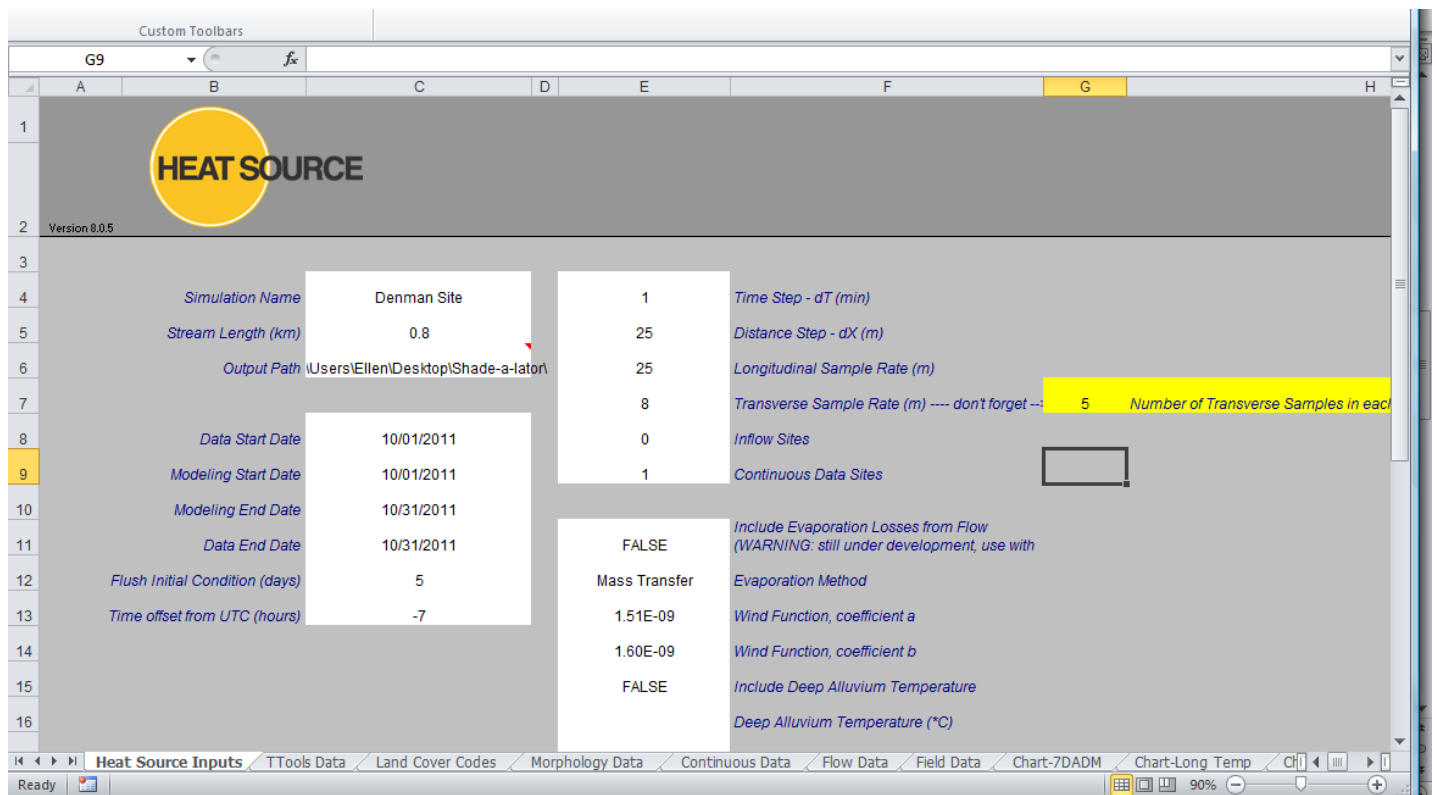 Custom Toolbars
G9 fx
A B C D E F G H
1
HEAT SOURCE
2 Version 8.0.5
3
4 Simulation Name Denman Site 1 Time Step - dT (min)
5 Stream Length (km) 0.8 25 Distance Step - dX (m)
6 Output Path \Users\Ellen\Desktop\Shade-a-lator\ 25 Longitudinal Sample Rate (m)
7 8 Transverse Sample Rate (m) ---- don't forget --> 5 Number of Transverse Samples in each
8 Data Start Date 10/01/2011 0 Inflow Sites
9 Modeling Start Date 10/01/2011 1 Continuous Data Sites
10 Modeling End Date 10/31/2011
Include Evaporation Losses from Flow
11 Data End Date 10/31/2011 FALSE (WARNING: still under development, use with
12 Flush Initial Condition (days) 5 Mass Transfer Evaporation Method
13 Time offset from UTC (hours) -7 1.51E-09 Wind Function, coefficient a
14 1.60E-09 Wind Function, coefficient b
15 FALSE Include Deep Alluvium Temperature
16 Deep Alluvium Temperature (*C)
Heat Source Inputs TTools Data Land Cover Codes Morphology Data Continuous Data Flow Data Field Data Chart-7DADM Chart-Long Temp Ch
Ready 90%